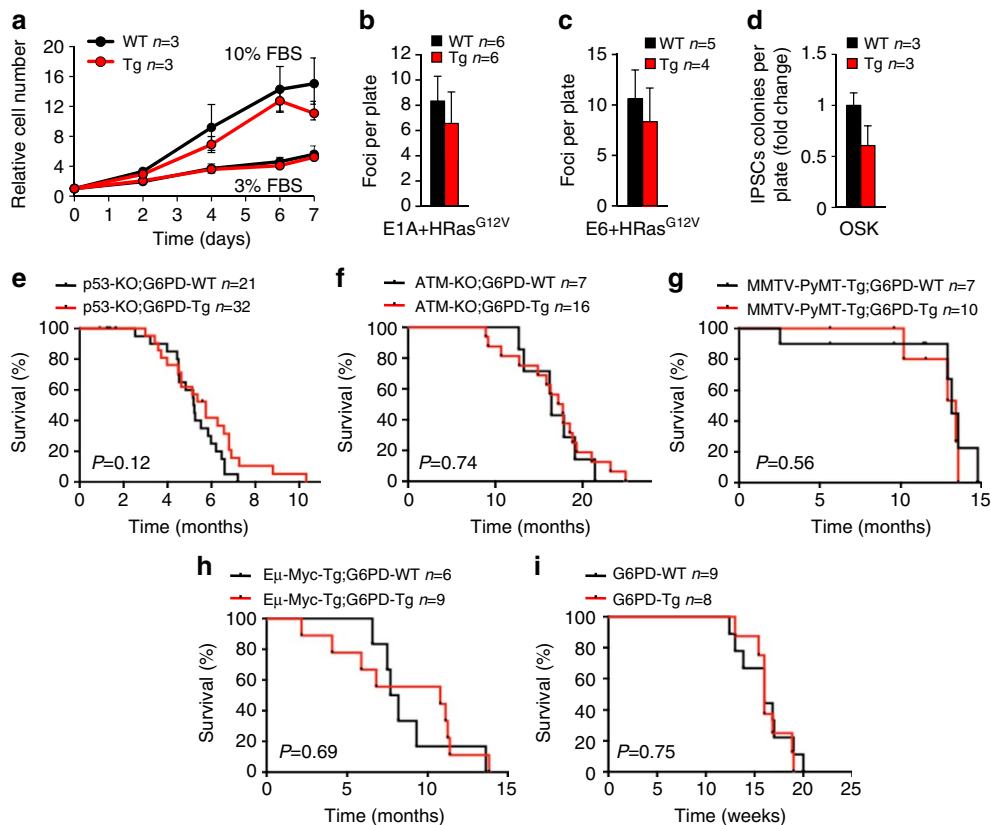 a
WT n=3
Tg n=3
10% FBS
3% FBS
Relative cell number
20
16
12
8
4
0
0 1 2 3 4 5 6 7
Time (days)
b
WT n=6
Tg n=6
Foci per plate
12
10
8
6
4
2
0
E1A+HRasG12V
c
WT n=5
Tg n=4
Foci per plate
15
10
5
0
E6+HRasG12V
d
WT n=3
Tg n=3
IPSCs colonies per
plate (fold change)
1.5
1
0.5
0
OSK
e
p53-KO;G6PD-WT n=21
p53-KO;G6PD-Tg n=32
Survival (%)
100
80
60
40
20
0
P=0.12
0 2 4 6 8 10
Time (months)
f
ATM-KO;G6PD-WT n=7
ATM-KO;G6PD-Tg n=16
Survival (%)
100
80
60
40
20
0
P=0.74
0 10 20
Time (months)
g
MMTV-PyMT-Tg;G6PD-WT n=7
MMTV-PyMT-Tg;G6PD-Tg n=10
Survival (%)
100
80
60
40
20
0
P=0.56
0 5 10 15
Time (months)
h
Eμ-Myc-Tg;G6PD-WT n=6
Eμ-Myc-Tg;G6PD-Tg n=9
Survival (%)
100
80
60
40
20
0
P=0.69
0 5 10 15
Time (months)
i
G6PD-WT n=9
G6PD-Tg n=8
Survival (%)
100
80
60
40
20
0
P=0.75
0 5 10 15 20 25
Time (weeks)